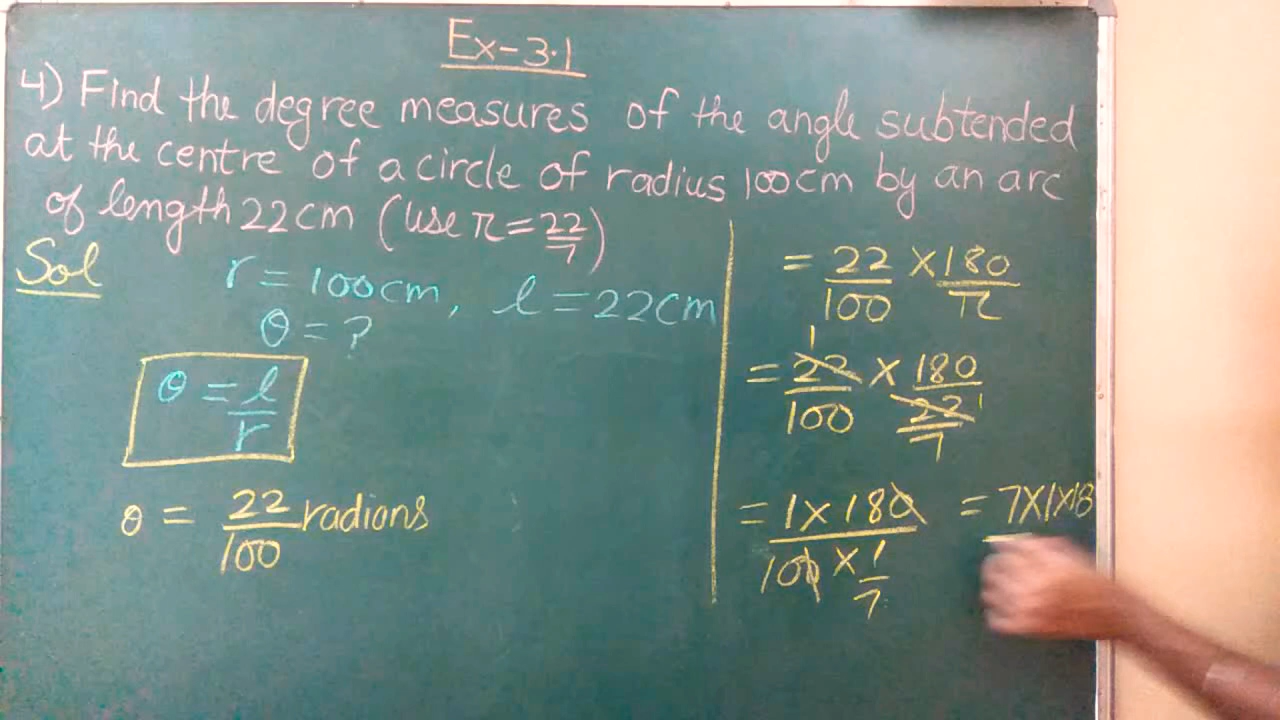 Ex-3.1
4) Find the degree measures of the angle subtended
at the centre of a circle of radius 100cm by an arc
of length 22cm (use π = 22/7)
Sol
r = 100cm, l = 22cm
θ = ?
θ = l/r
θ = 22/100 radians
= 22/100 × 180/π
1
= 22/100 × 180/22/7 1
= 1×180/100×1/7 = 7×1×18